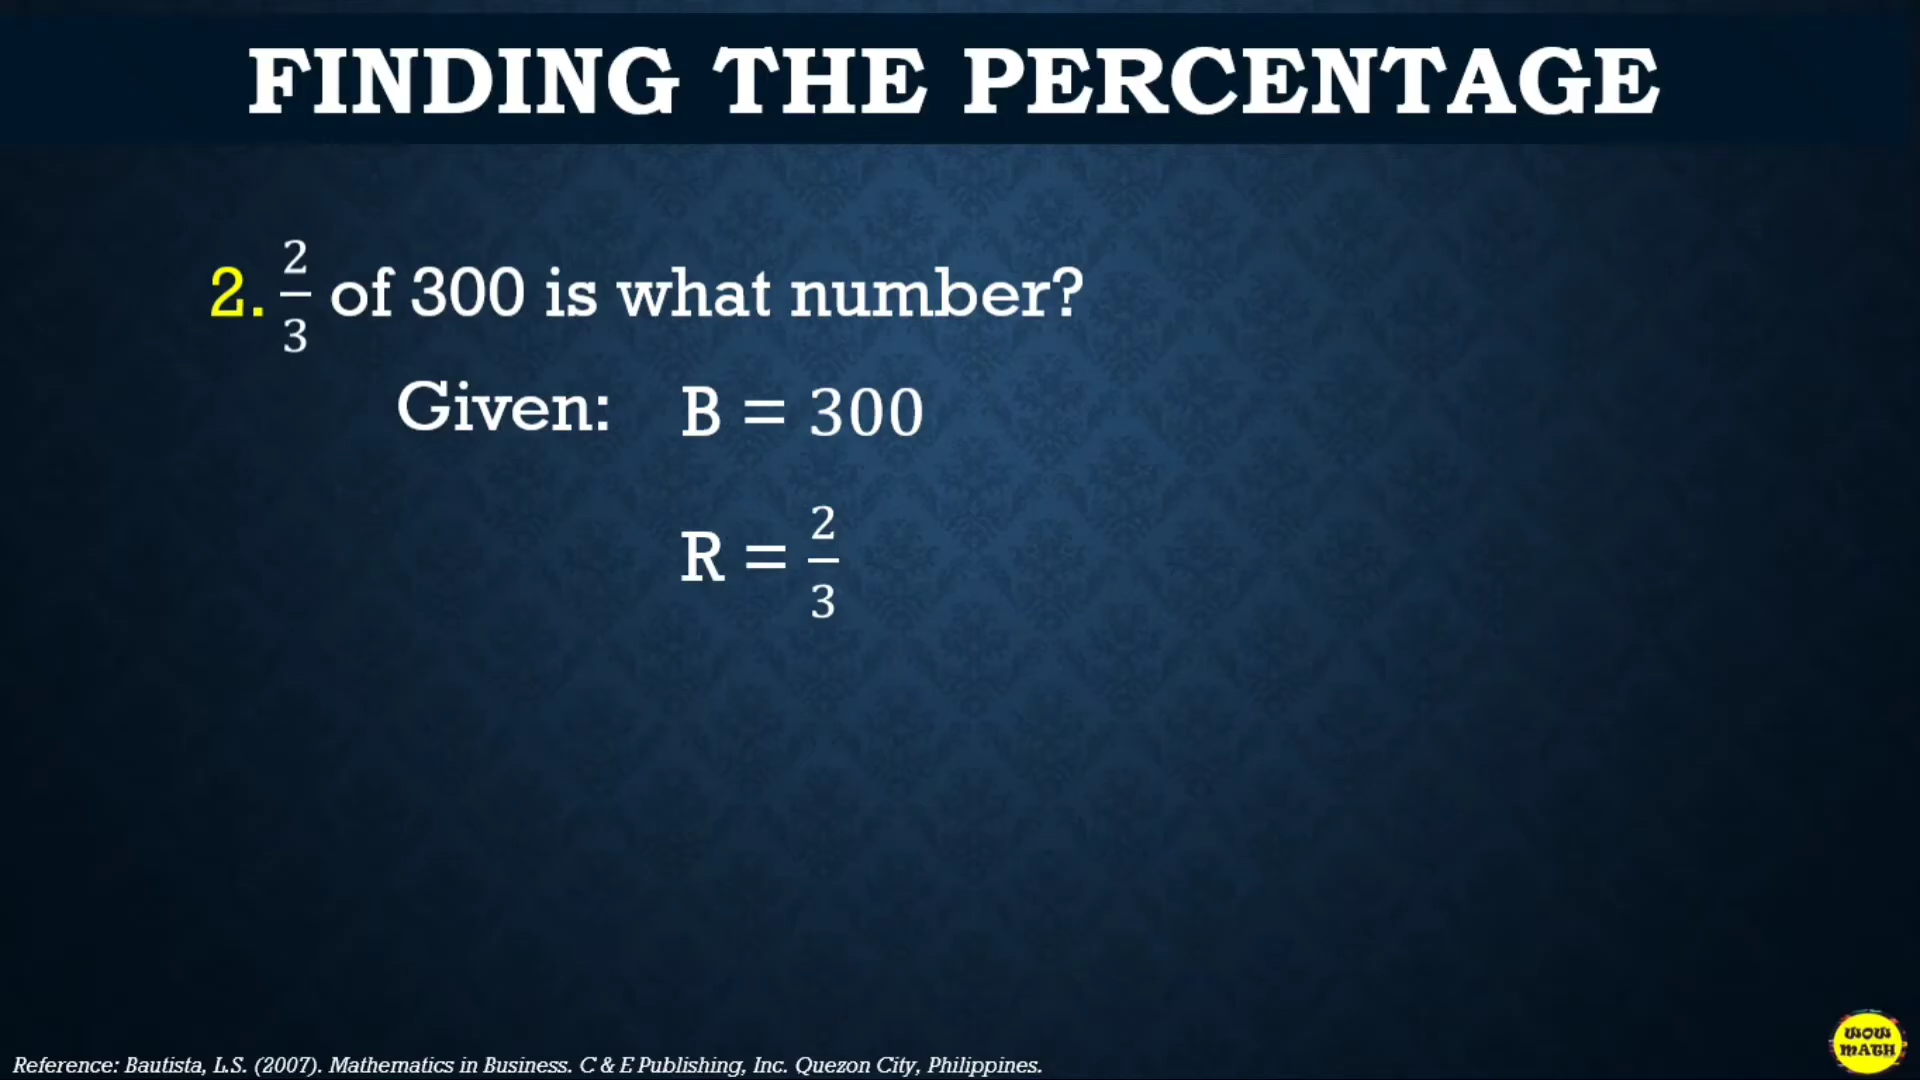 FINDING THE PERCENTAGE
2. 2/3 of 300 is what number?
Given: B = 300
R = 2/3
WOW
MATH
Reference: Bautista, L.S. (2007). Mathematics in Business. C & E Publishing, Inc. Quezon City, Philippines.